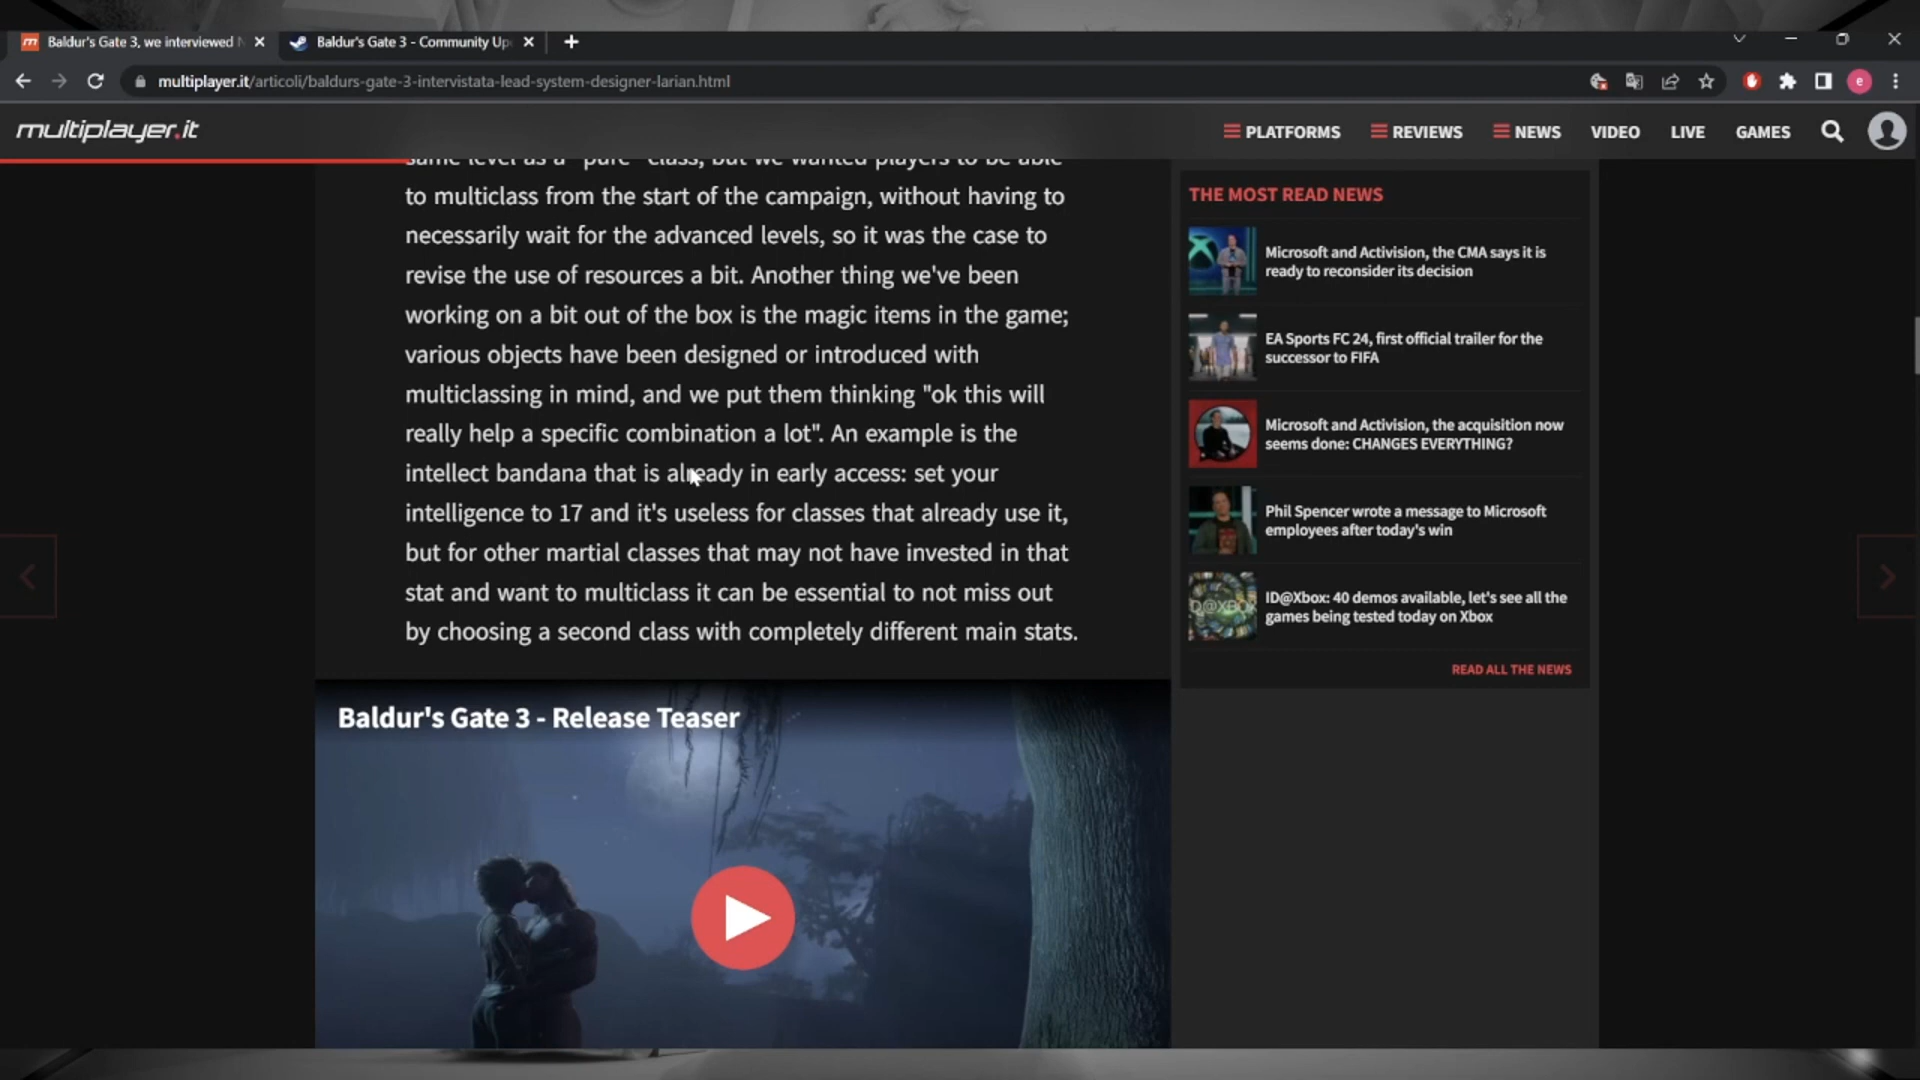 Baldur's Gate 3, we interviewed N
Baldur's Gate 3 - Community Up
multiplayer.it/articoli/baldurs-gate-3-intervistata-lead-system-designer-larian.html
e
multiplayer.it
PLATFORMS
REVIEWS
NEWS
VIDEO
LIVE
GAMES
same level as a "pure" class, but we wanted players to be able
to multiclass from the start of the campaign, without having to
necessarily wait for the advanced levels, so it was the case to
revise the use of resources a bit. Another thing we've been
working on a bit out of the box is the magic items in the game;
various objects have been designed or introduced with
multiclassing in mind, and we put them thinking "ok this will
really help a specific combination a lot". An example is the
intellect bandana that is already in early access: set your
intelligence to 17 and it's useless for classes that already use it,
but for other martial classes that may not have invested in that
stat and want to multiclass it can be essential to not miss out
by choosing a second class with completely different main stats.
Baldur's Gate 3 - Release Teaser
THE MOST READ NEWS
Microsoft and Activision, the CMA says it is
ready to reconsider its decision
EA Sports FC 24, first official trailer for the
successor to FIFA
Microsoft and Activision, the acquisition now
seems done: CHANGES EVERYTHING?
Phil Spencer wrote a message to Microsoft
employees after today's win
ID@Xbox: 40 demos available, let's see all the
games being tested today on Xbox
READ ALL THE NEWS